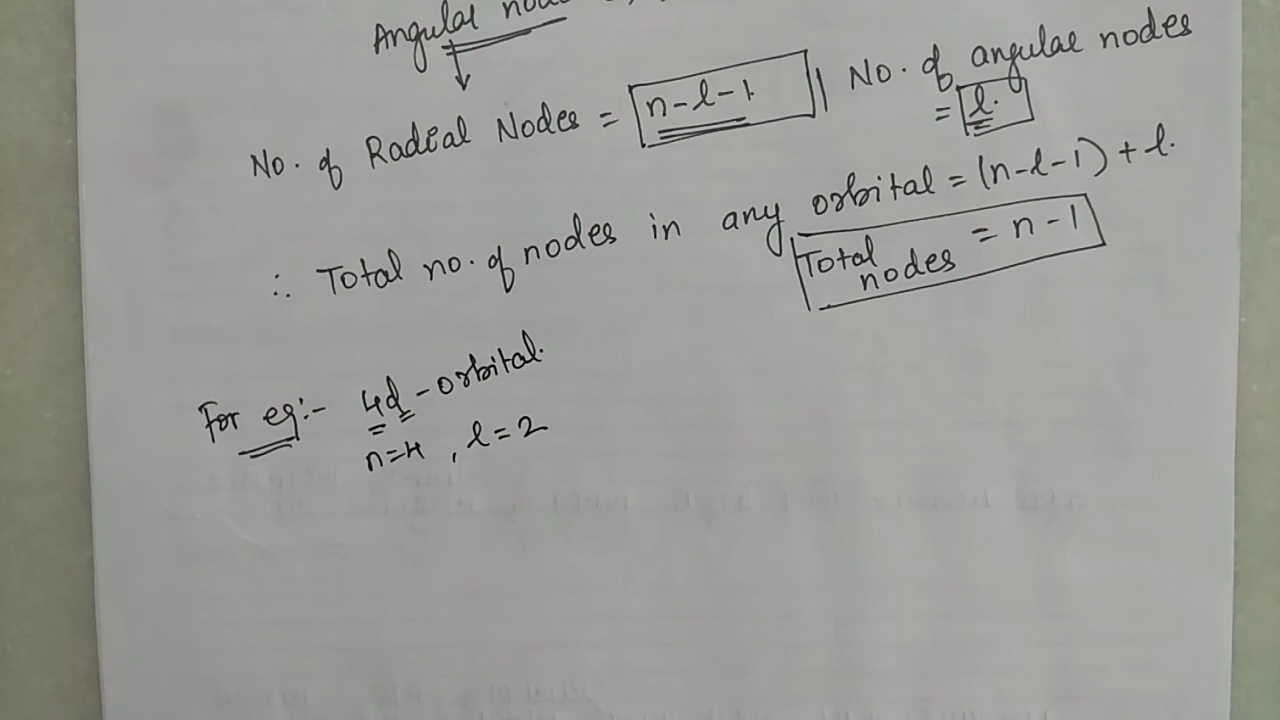 Angular
No. of Radial Nodes = n-l-1 || No. of angular nodes
= l.
∴ Total no. of nodes in any orbital = (n-l-1) + l.
Total nodes = n-1
For eg:- 4d-orbital.
n=4, l=2